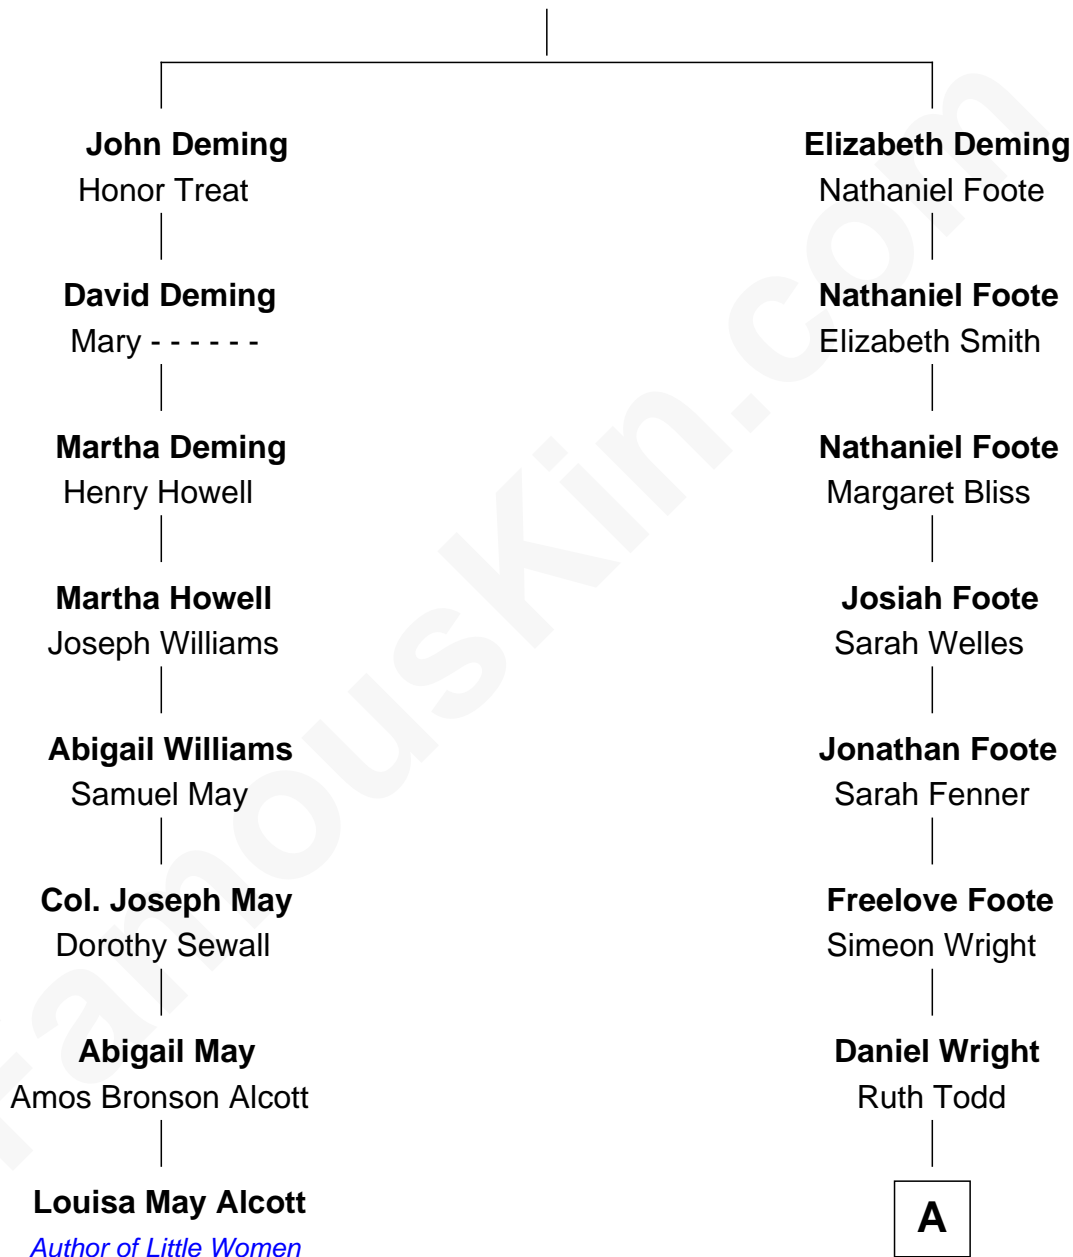 John Deming
Honor Treat
David Deming
Mary - - - - - -
Martha Deming
Henry Howell
Martha Howell
Joseph Williams
Abigail Williams
Samuel May
Col. Joseph May
Dorothy Sewall
Abigail May
Amos Bronson Alcott
Louisa May Alcott
Author of Little Women
Elizabeth Deming
Nathaniel Foote
Nathaniel Foote
Elizabeth Smith
Nathaniel Foote
Margaret Bliss
Josiah Foote
Sarah Welles
Jonathan Foote
Sarah Fenner
Freelove Foote
Simeon Wright
Daniel Wright
Ruth Todd
A
FamousKin.com